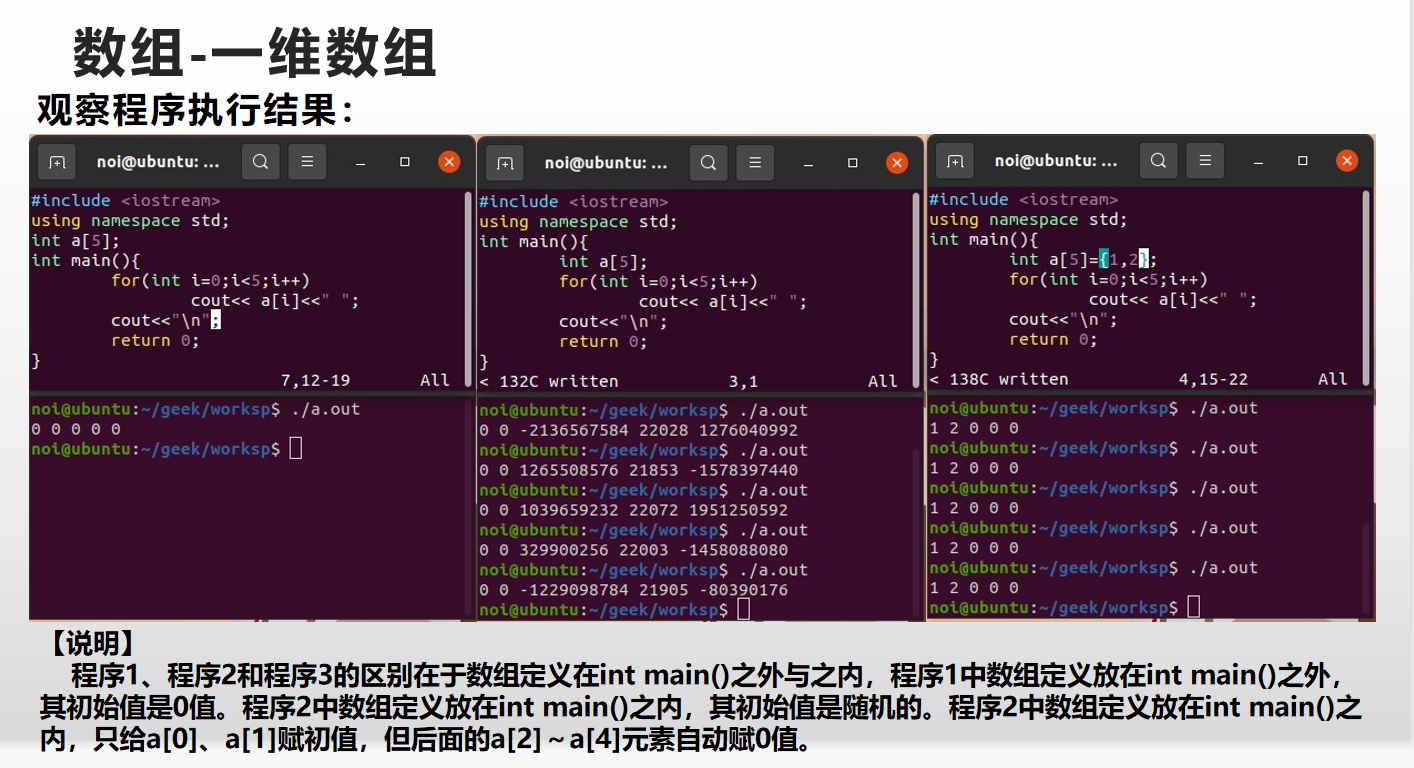 数组-一维数组
观察程序执行结果：
noi@ubuntu: ...
#include <iostream>
using namespace std;
int a[5];
int main(){
for(int i=0;i<5;i++)
cout<< a[i]<<" ";
cout<<"\n";
return 0;
}
7,12-19 All
noi@ubuntu:~/geek/worksp$ ./a.out
0 0 0 0 0
noi@ubuntu:~/geek/worksp$
noi@ubuntu: ...
#include <iostream>
using namespace std;
int main(){
int a[5];
for(int i=0;i<5;i++)
cout<< a[i]<<" ";
cout<<"\n";
return 0;
}
< 132C written 3,1 All
noi@ubuntu:~/geek/worksp$ ./a.out
0 0 -2136567584 22028 1276040992
noi@ubuntu:~/geek/worksp$ ./a.out
0 0 1265508576 21853 -1578397440
noi@ubuntu:~/geek/worksp$ ./a.out
0 0 1039659232 22072 1951250592
noi@ubuntu:~/geek/worksp$ ./a.out
0 0 329900256 22003 -1458088080
noi@ubuntu:~/geek/worksp$ ./a.out
0 0 -1229098784 21905 -80390176
noi@ubuntu:~/geek/worksp$
noi@ubuntu: ...
#include <iostream>
using namespace std;
int main(){
int a[5]={1,2};
for(int i=0;i<5;i++)
cout<< a[i]<<" ";
cout<<"\n";
return 0;
}
< 138C written 4,15-22 All
noi@ubuntu:~/geek/worksp$ ./a.out
1 2 0 0 0
noi@ubuntu:~/geek/worksp$ ./a.out
1 2 0 0 0
noi@ubuntu:~/geek/worksp$ ./a.out
1 2 0 0 0
noi@ubuntu:~/geek/worksp$ ./a.out
1 2 0 0 0
noi@ubuntu:~/geek/worksp$ ./a.out
1 2 0 0 0
noi@ubuntu:~/geek/worksp$
【说明】
程序1、程序2和程序3的区别在于数组定义在int main()之外与之内，程序1中数组定义放在int main()之外，
其初始值是0值。程序2中数组定义放在int main()之内，其初始值是随机的。程序2中数组定义放在int main()之
内，只给a[0]、a[1]赋初值，但后面的a[2]～a[4]元素自动赋0值。